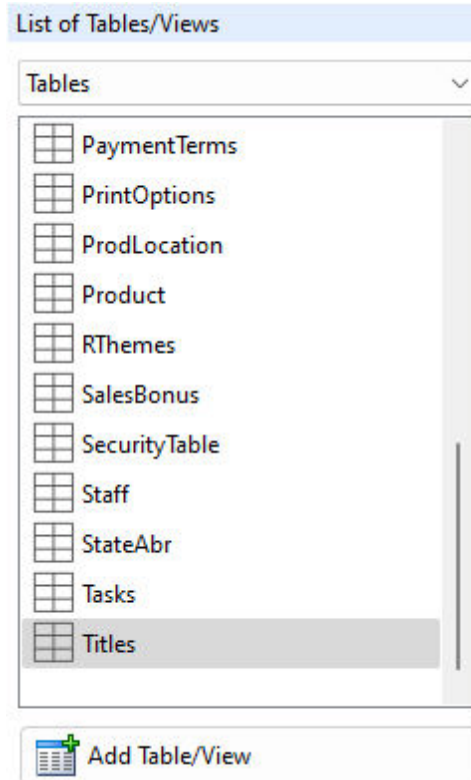 List of Tables/Views
Tables
PaymentTerms
PrintOptions
ProdLocation
Product
RThemes
SalesBonus
SecurityTable
Staff
StateAbr
Tasks
Titles
Add Table/View